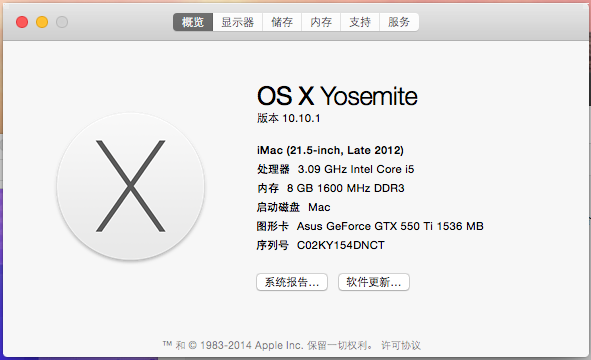 概览 显示器 储存 内存 支持 服务
OS X Yosemite
版本 10.10.1
iMac (21.5-inch, Late 2012)
处理器 3.09 GHz Intel Core i5
内存 8 GB 1600 MHz DDR3
启动磁盘 Mac
图形卡 Asus GeForce GTX 550 Ti 1536 MB
序列号 C02KY154DNCT
系统报告... 软件更新...
™ 和 © 1983-2014 Apple Inc. 保留一切权利。 许可协议